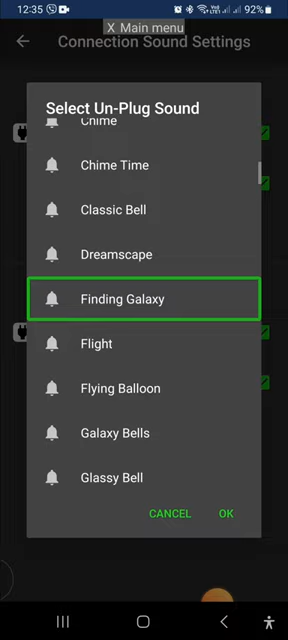 12:35
92%
X Main menu
Connection Sound Settings
Select Un-Plug Sound
Chime
Chime Time
Classic Bell
Dreamscape
Finding Galaxy
Flight
Flying Balloon
Galaxy Bells
Glassy Bell
CANCEL OK